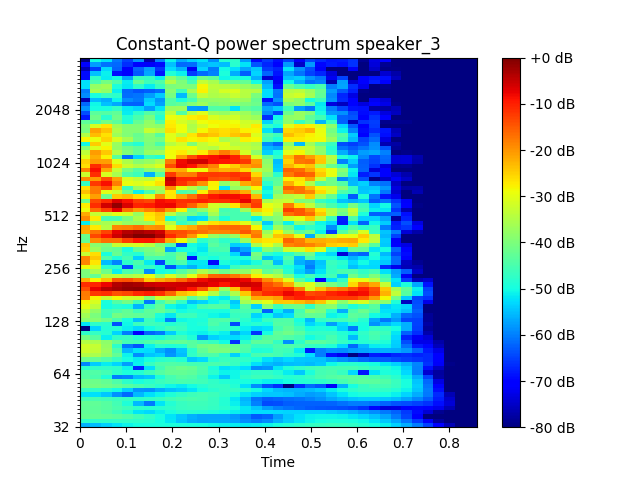 Constant-Q power spectrum speaker_3
Hz
2048
1024
512
256
128
64
32
0 0.1 0.2 0.3 0.4 0.5 0.6 0.7 0.8
Time
+0 dB
-10 dB
-20 dB
-30 dB
-40 dB
-50 dB
-60 dB
-70 dB
-80 dB